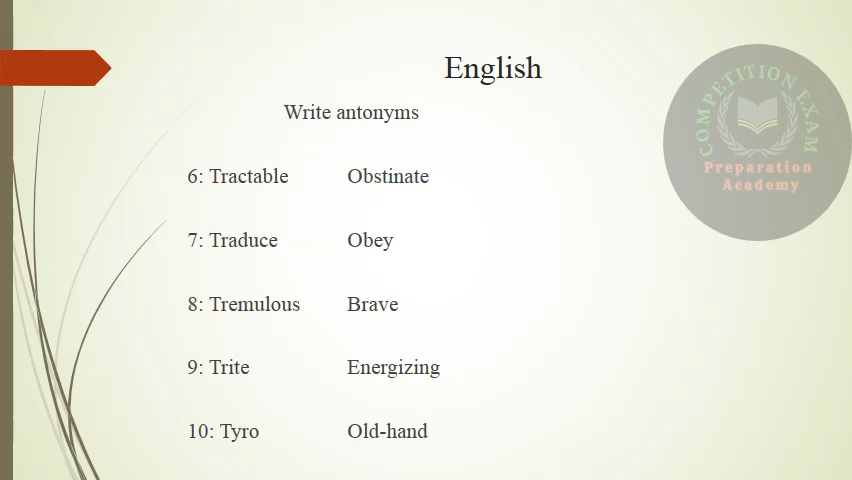 English
COMPETITION EXAM
Preparation
Academy
Write antonyms
6: Tractable Obstinate
7: Traduce Obey
8: Tremulous Brave
9: Trite Energizing
10: Tyro Old-hand